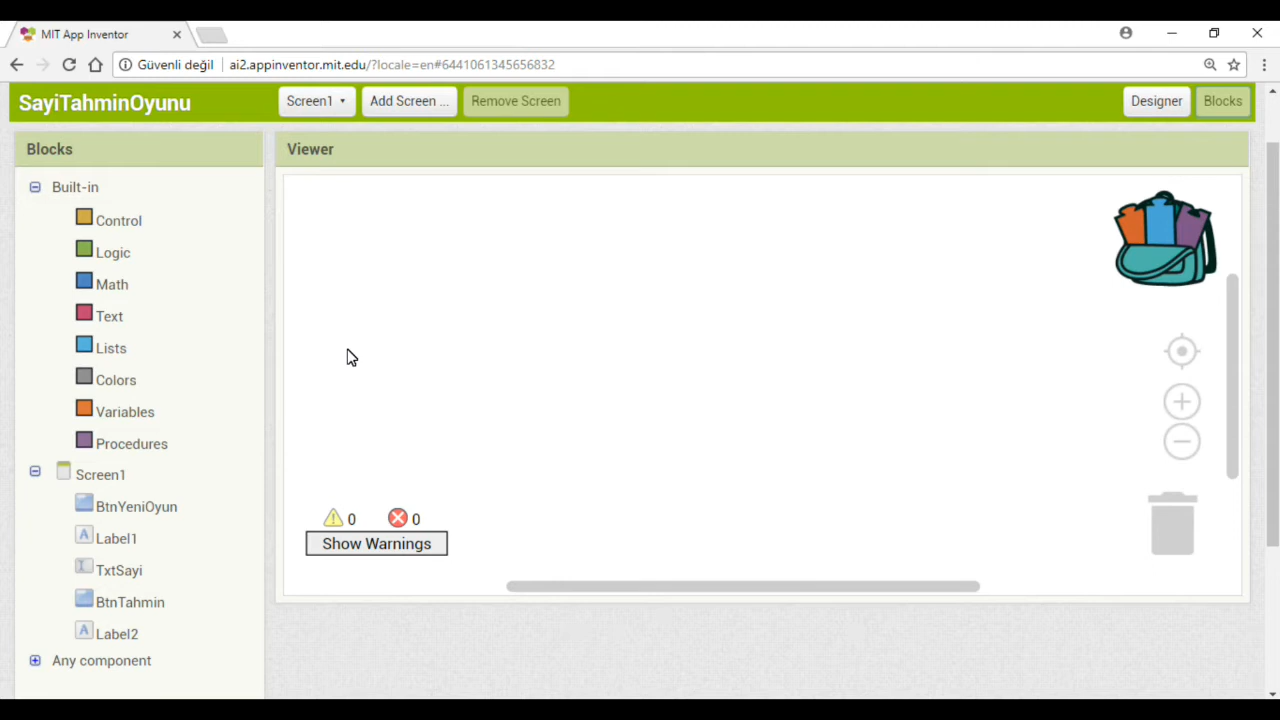 MIT App Inventor
Güvenli değil
ai2.appinventor.mit.edu/?locale=en#6441061345656832
SayiTahminOyunu
Screen1
Add Screen ...
Remove Screen
Designer
Blocks
Blocks
Viewer
Built-in
Control
Logic
Math
Text
Lists
Colors
Variables
Procedures
Screen1
BtnYeniOyun
Label1
TxtSayi
BtnTahmin
Label2
Any component
0
0
Show Warnings